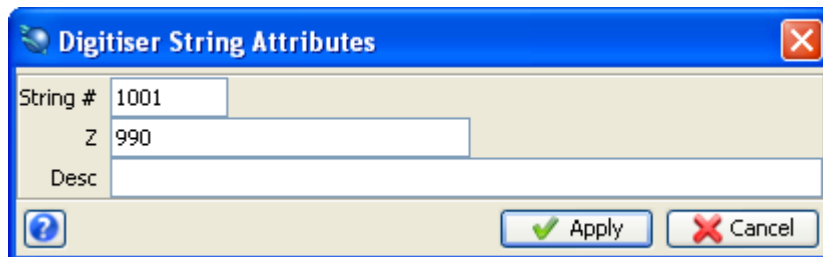 Digitiser String Attributes
String # 1001
Z 990
Desc
? Apply Cancel